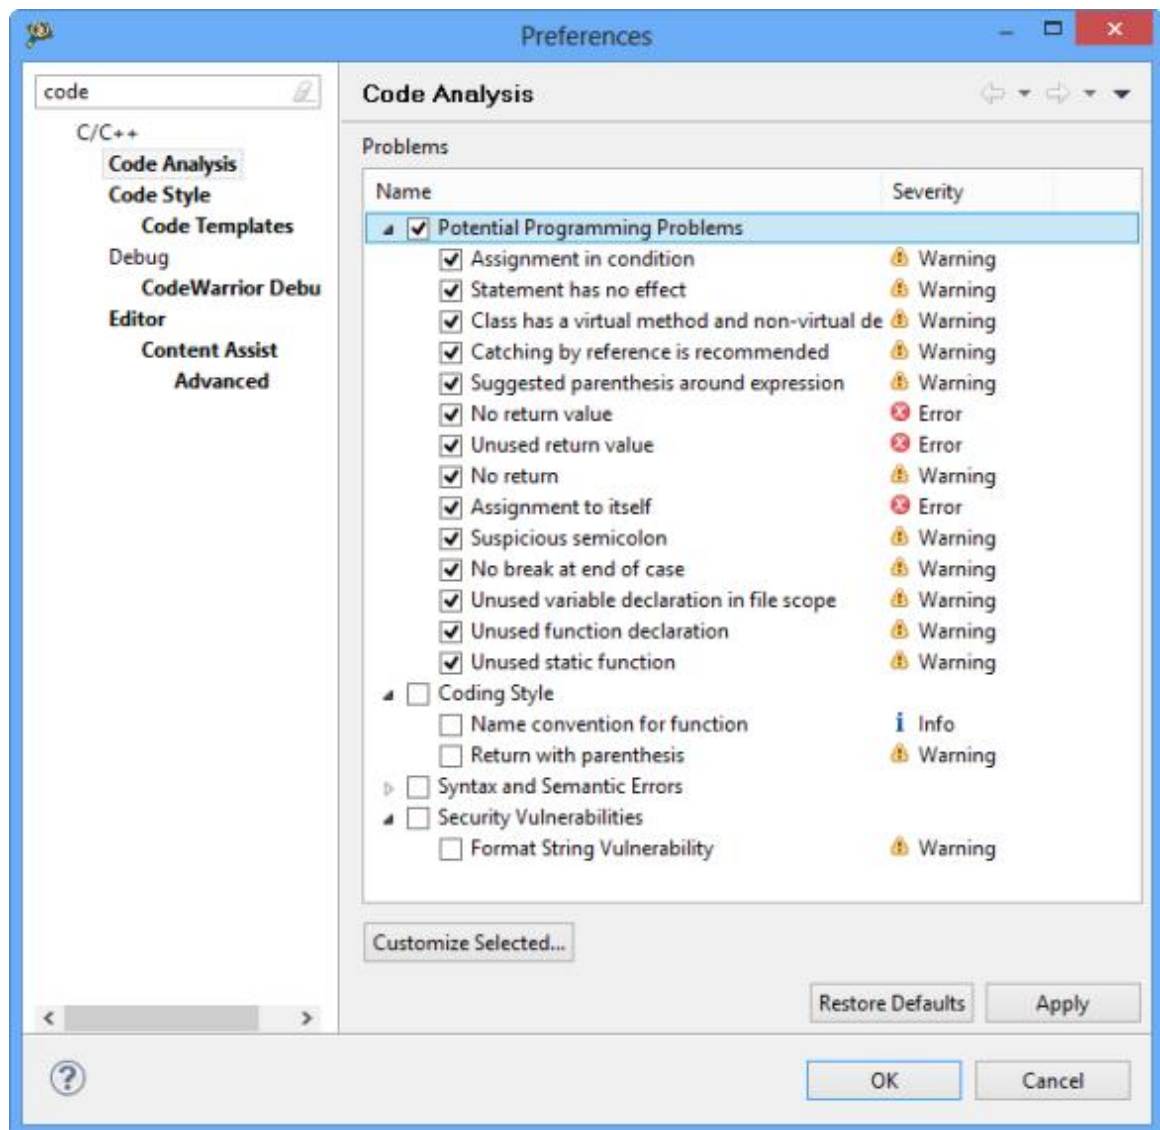 Preferences
code
C/C++
Code Analysis
Code Style
Code Templates
Debug
CodeWarrior Debu
Editor
Content Assist
Advanced
Code Analysis
Problems
Name Severity
Potential Programming Problems
Assignment in condition Warning
Statement has no effect Warning
Class has a virtual method and non-virtual de Warning
Catching by reference is recommended Warning
Suggested parenthesis around expression Warning
No return value Error
Unused return value Error
No return Warning
Assignment to itself Error
Suspicious semicolon Warning
No break at end of case Warning
Unused variable declaration in file scope Warning
Unused function declaration Warning
Unused static function Warning
Coding Style
Name convention for function Info
Return with parenthesis Warning
Syntax and Semantic Errors
Security Vulnerabilities
Format String Vulnerability Warning
Customize Selected...
Restore Defaults Apply
OK Cancel